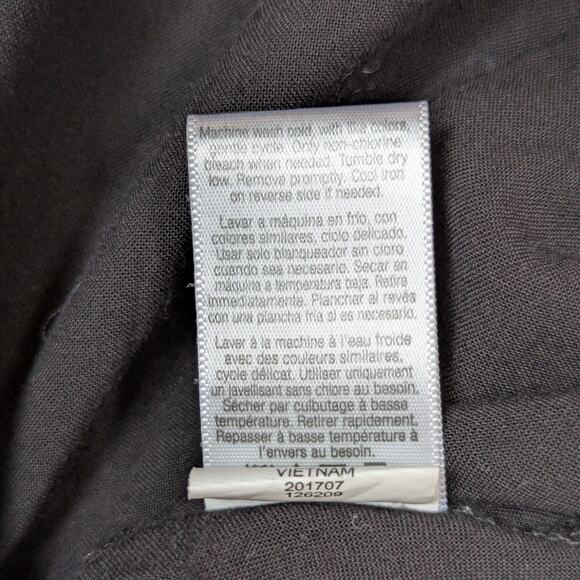 Machine wash cold, with like colors,
gentle cycle. Only non-chlorine
bleach when needed. Tumble dry
low. Remove promptly. Cool iron
on reverse side if needed.
Lavar a máquina en frio, con
colores similares, ciclo delicado.
Usar solo blanqueador sin cloro
cuando sea necesario. Secar en
máquina a temperatura baja. Retire
inmediatamente. Planchar al revés
con una plancha fria si es necesario.
Laver à la machine à l'eau froide
avec des couleurs similaires,
cycle délicat. Utiliser uniquement
un javellisant sans chlore au besoin.
Sécher par culbutage à basse
température. Retirer rapidement.
Repasser à basse température à
l'envers au besoin.
VIETNAM
201707
126209